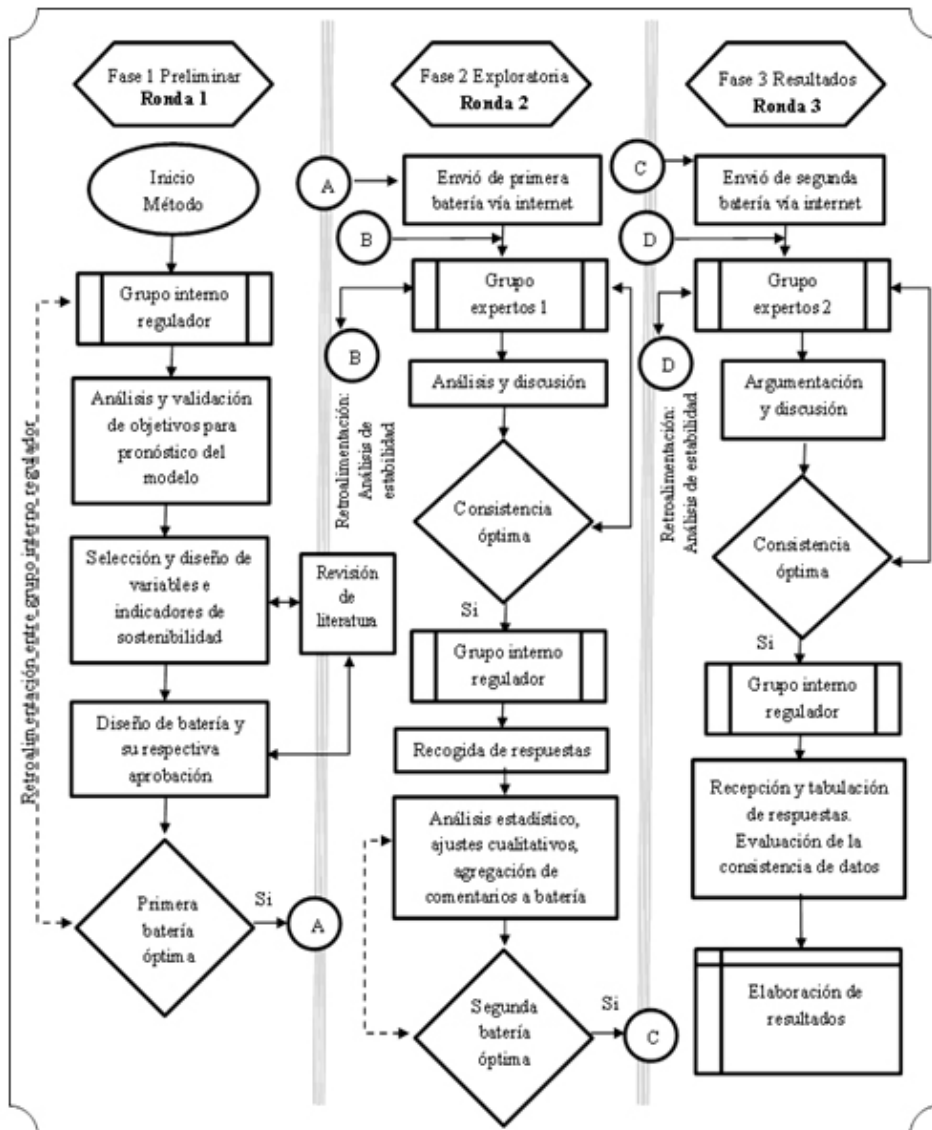 Fase 1 Preliminar
Ronda 1
Inicio
Método
Grupo interno
regulador
Análisis y validación
de objetivos para
pronóstico del
modelo
Selección y diseño de
variables e
indicadores de
sostenibilidad
Revisión
de
literatura
Diseño de batería y
su respectiva
aprobación
Primera
batería
óptima
Si
A
Retroalimentación entre grupo interno regulador
Fase 2 Exploratoria
Ronda 2
A
Envió de primera
batería vía internet
B
Grupo
expertos 1
B
Retroalimentación:
Análisis de
estabilidad
Análisis y discusión
Consistencia
óptima
Si
Grupo interno
regulador
Recogida de respuestas
Análisis estadístico,
ajustes cualitativos,
agregación de
comentarios a batería
Segunda
batería
óptima
Si
C
Fase 3 Resultados
Ronda 3
C
Envió de segunda
batería vía internet
D
Grupo
expertos 2
D
Retroalimentación:
Análisis de estabilidad
Argumentación
y discusión
Consistencia
óptima
Si
Grupo interno
regulador
Recepción y tabulación
de respuestas.
Evaluación de la
consistencia de datos
Elaboración de
resultados